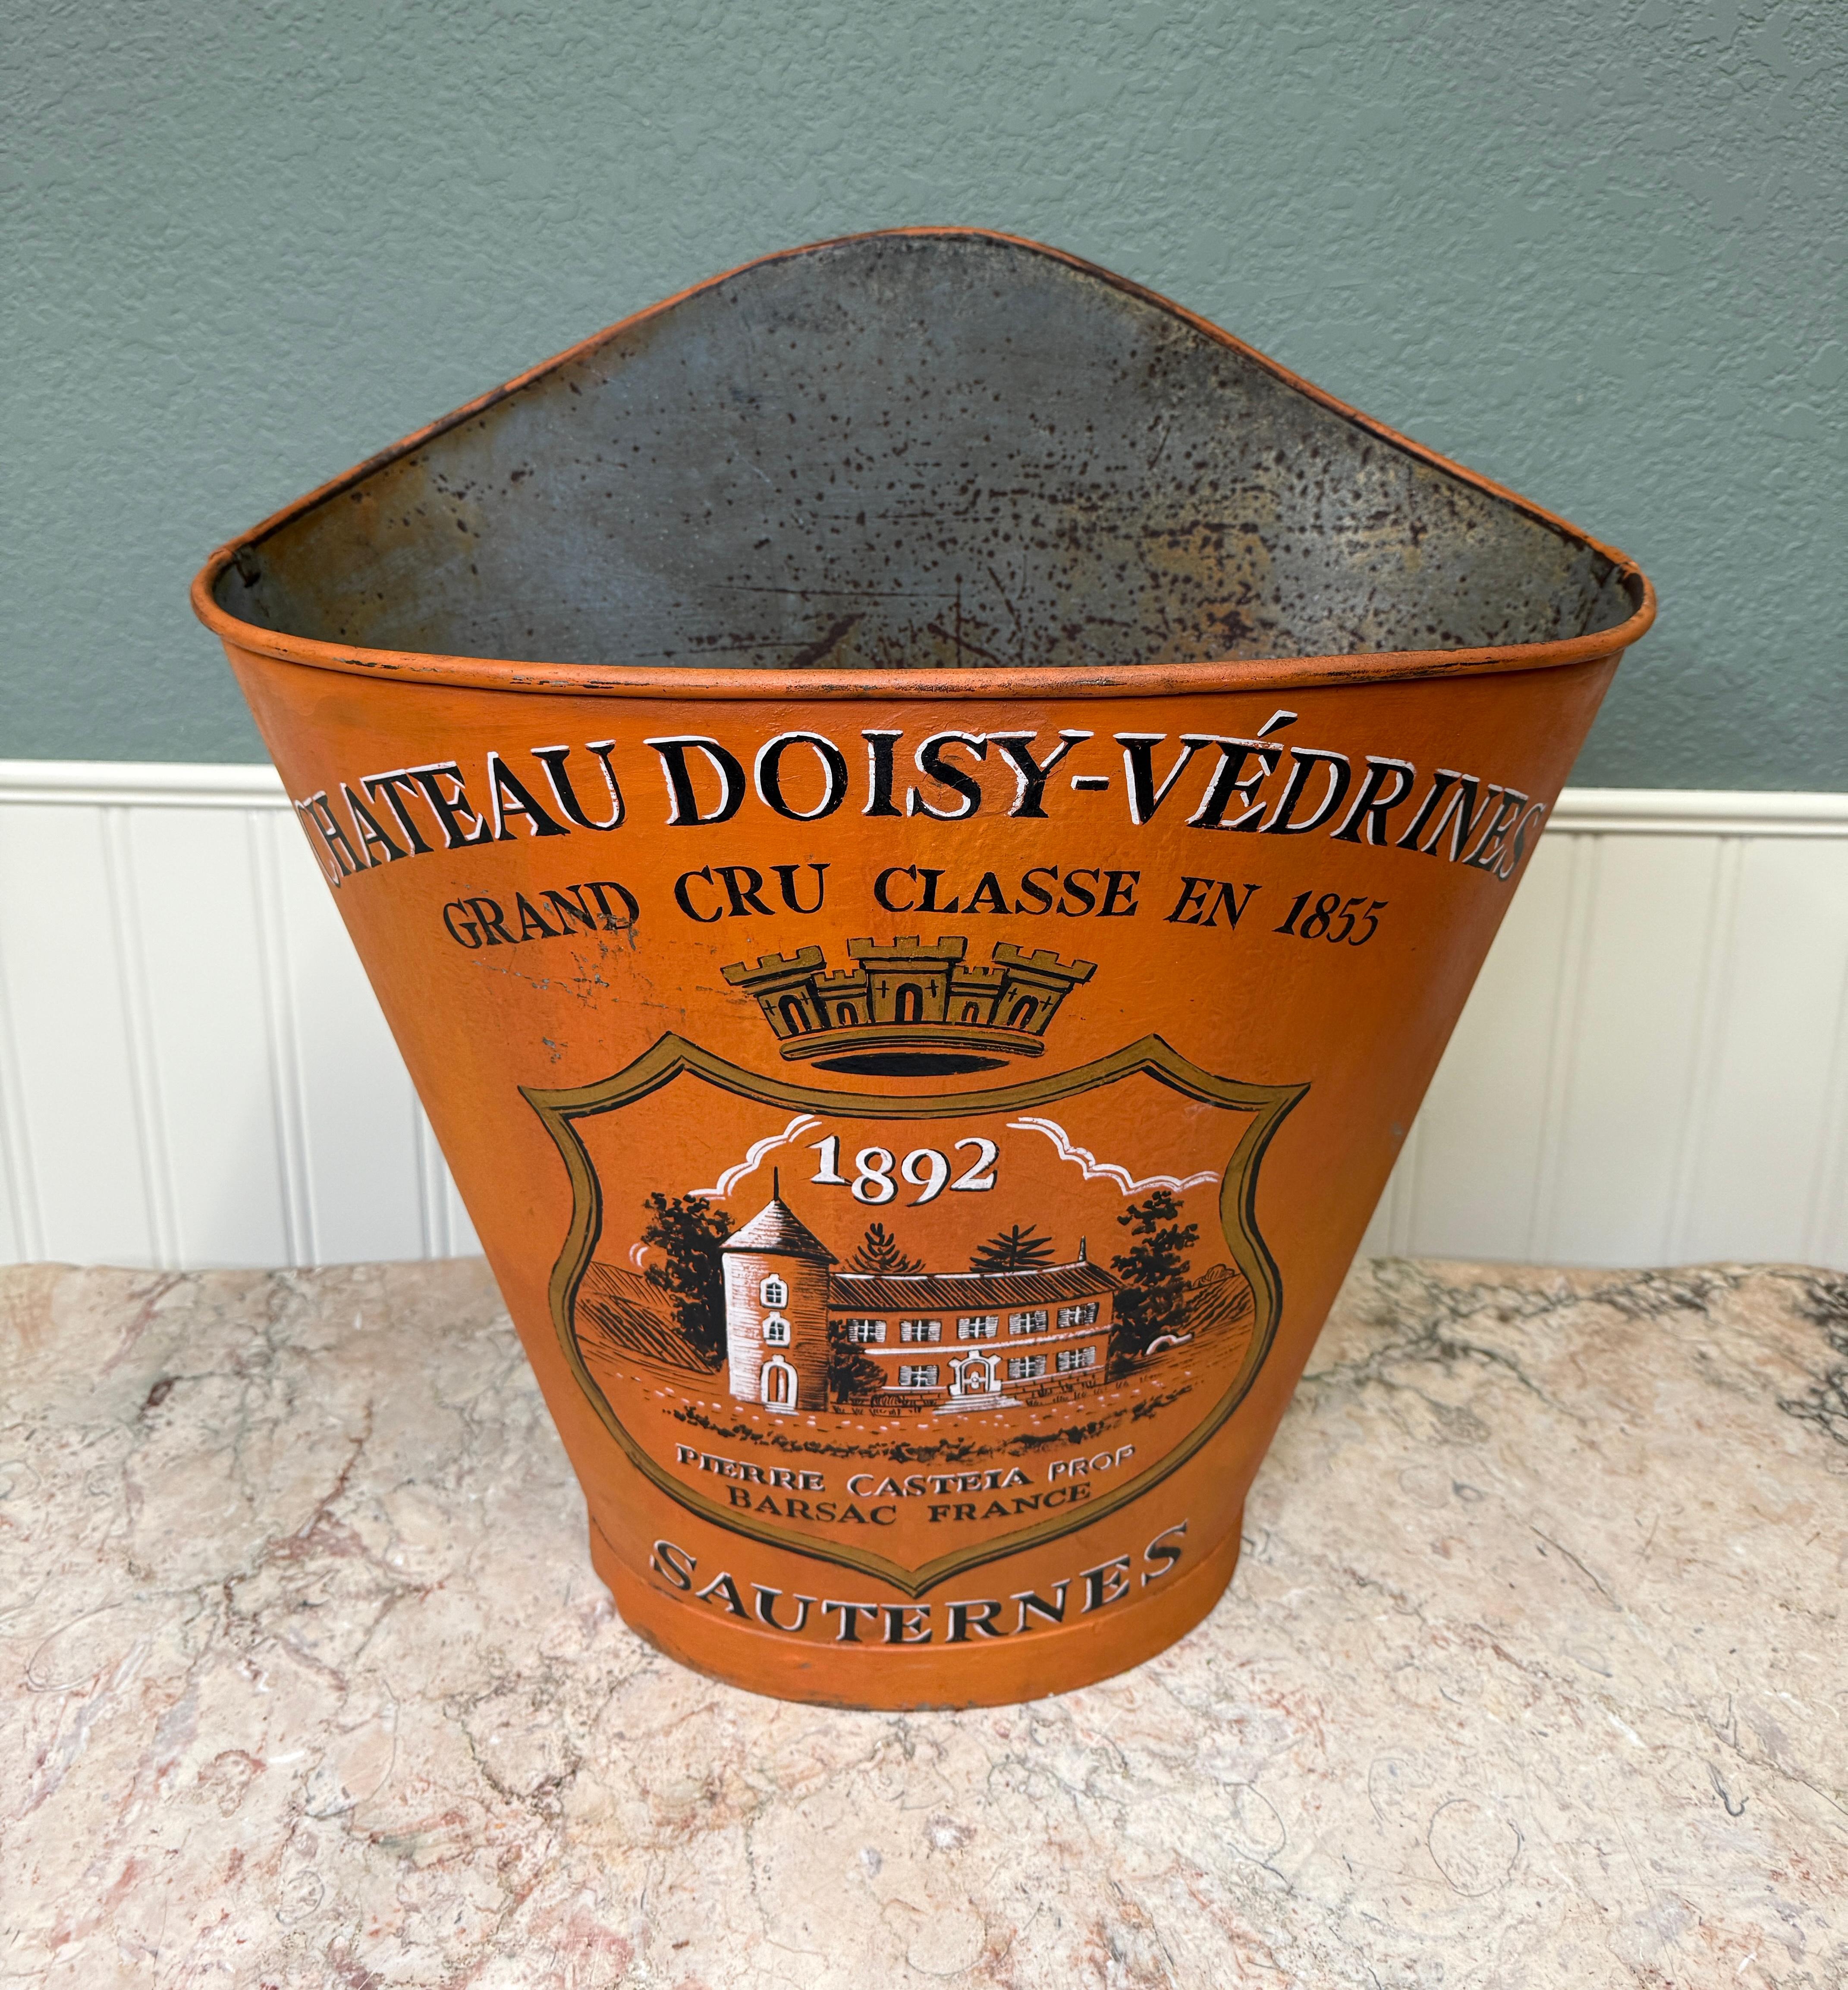 CHATEAU DOISY-VÉDRINES
GRAND CRU CLASSE EN 1855
1892
PIERRE CASTEIA PROP
BARSAC FRANCE
SAUTERNES